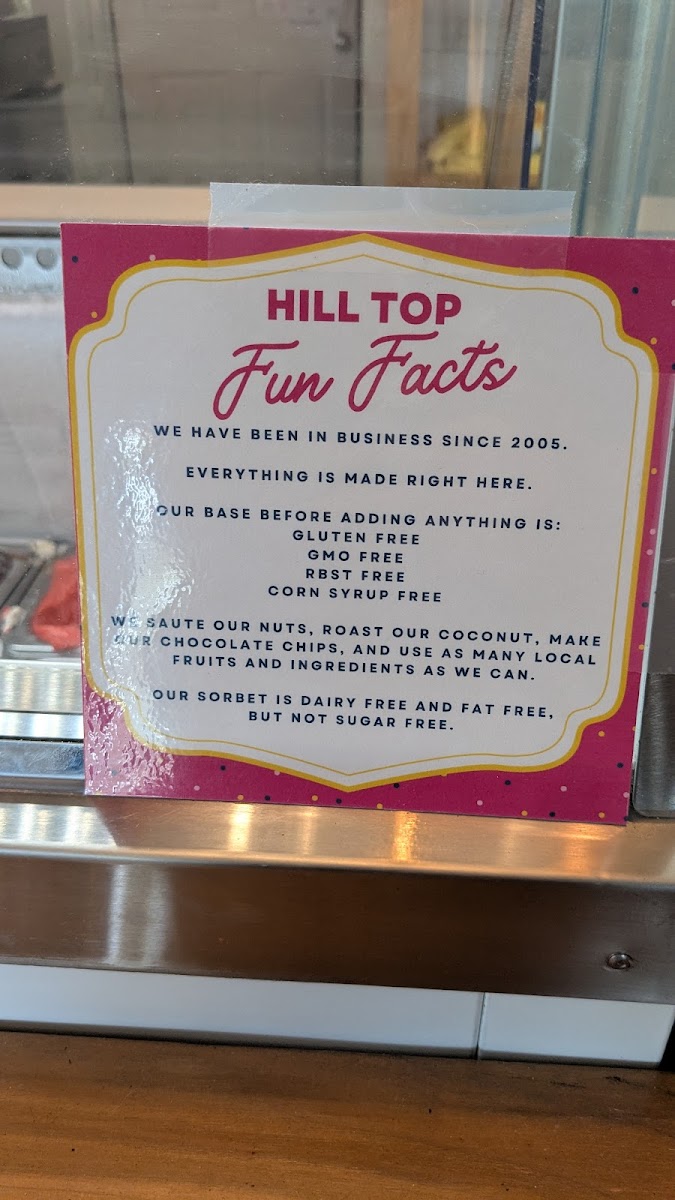 HILL TOP
Fun Facts
WE HAVE BEEN IN BUSINESS SINCE 2005.
EVERYTHING IS MADE RIGHT HERE.
OUR BASE BEFORE ADDING ANYTHING IS:
GLUTEN FREE
GMO FREE
RBST FREE
CORN SYRUP FREE
WE SAUTE OUR NUTS, ROAST OUR COCONUT, MAKE
OUR CHOCOLATE CHIPS, AND USE AS MANY LOCAL
FRUITS AND INGREDIENTS AS WE CAN.
OUR SORBET IS DAIRY FREE AND FAT FREE,
BUT NOT SUGAR FREE.